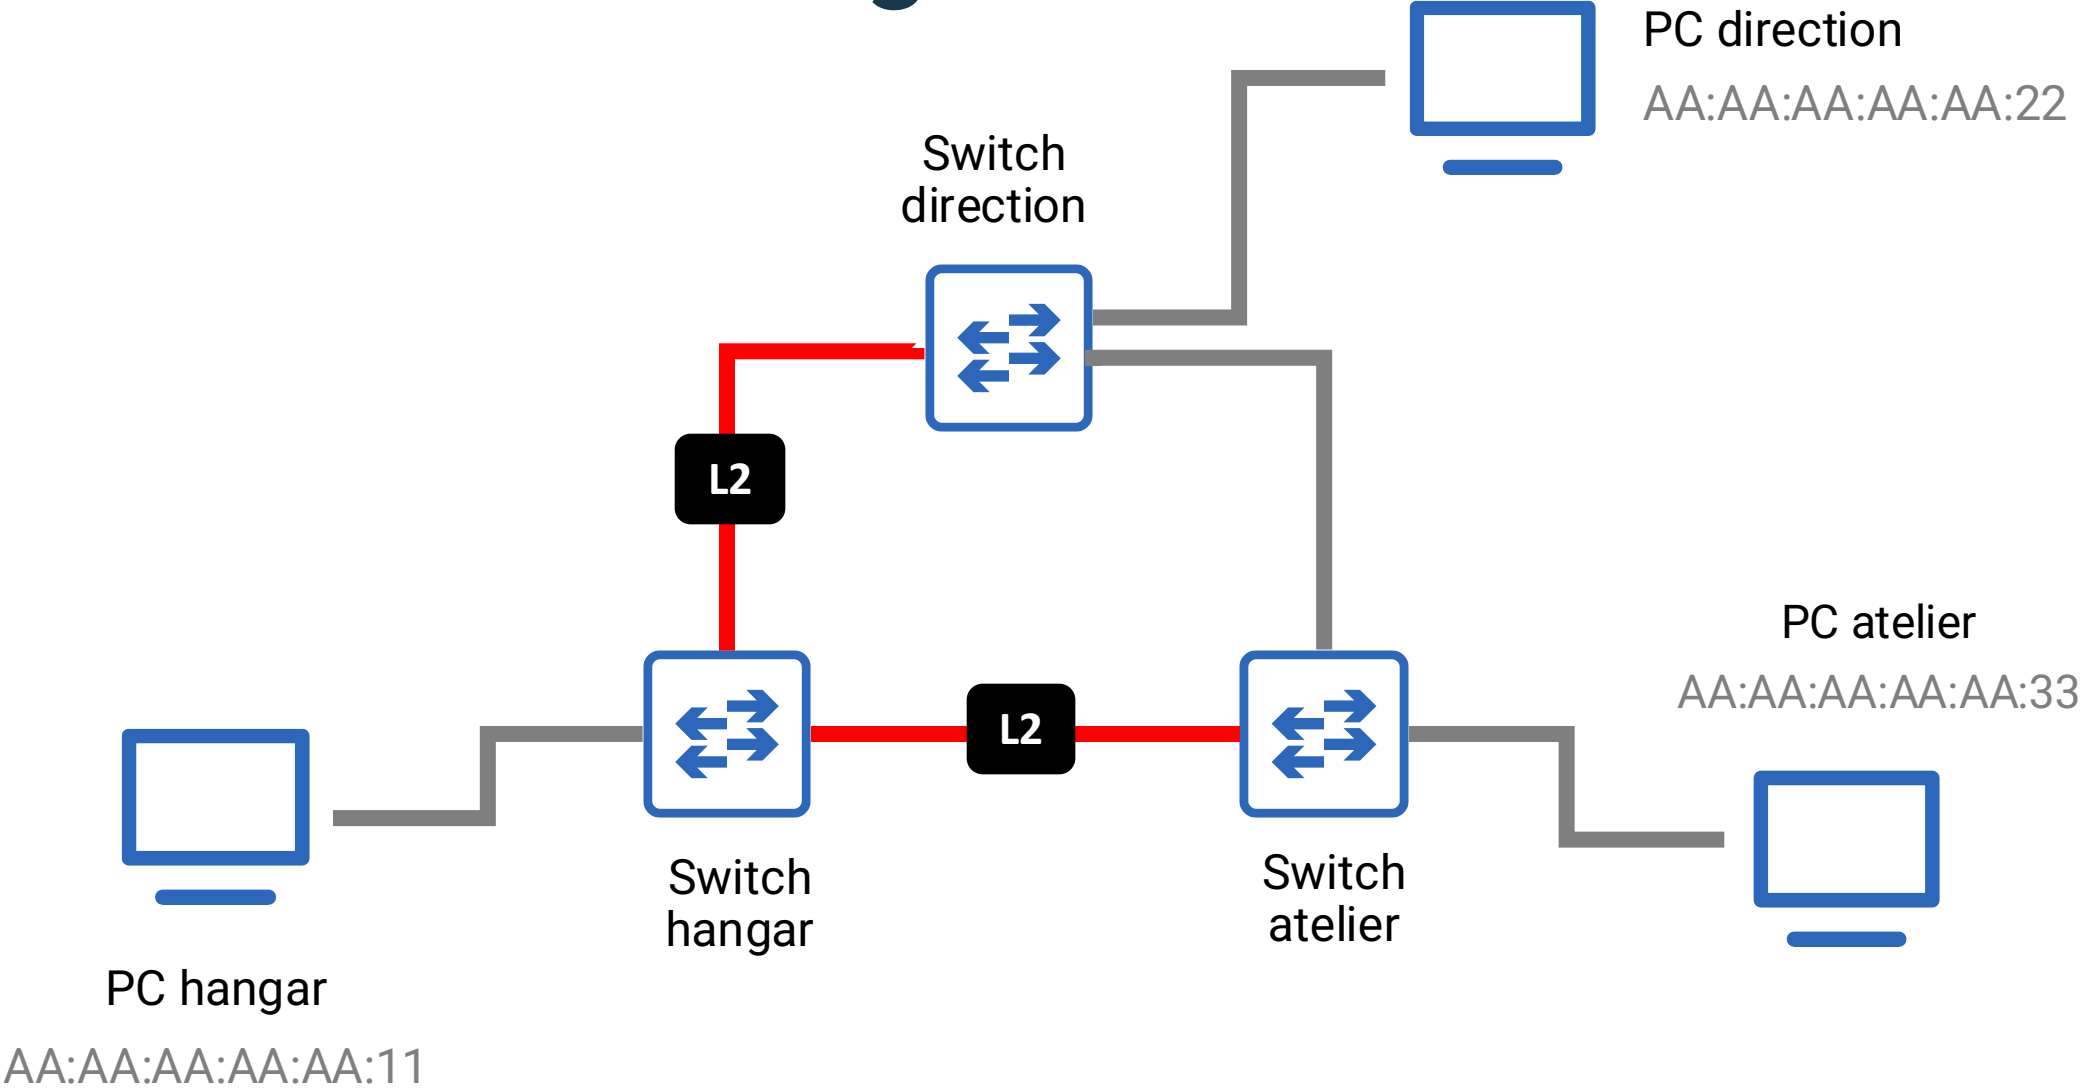 PC direction
AA:AA:AA:AA:AA:22
Switch
direction
L2
PC atelier
AA:AA:AA:AA:AA:33
L2
Switch
hangar
Switch
atelier
PC hangar
AA:AA:AA:AA:AA:11